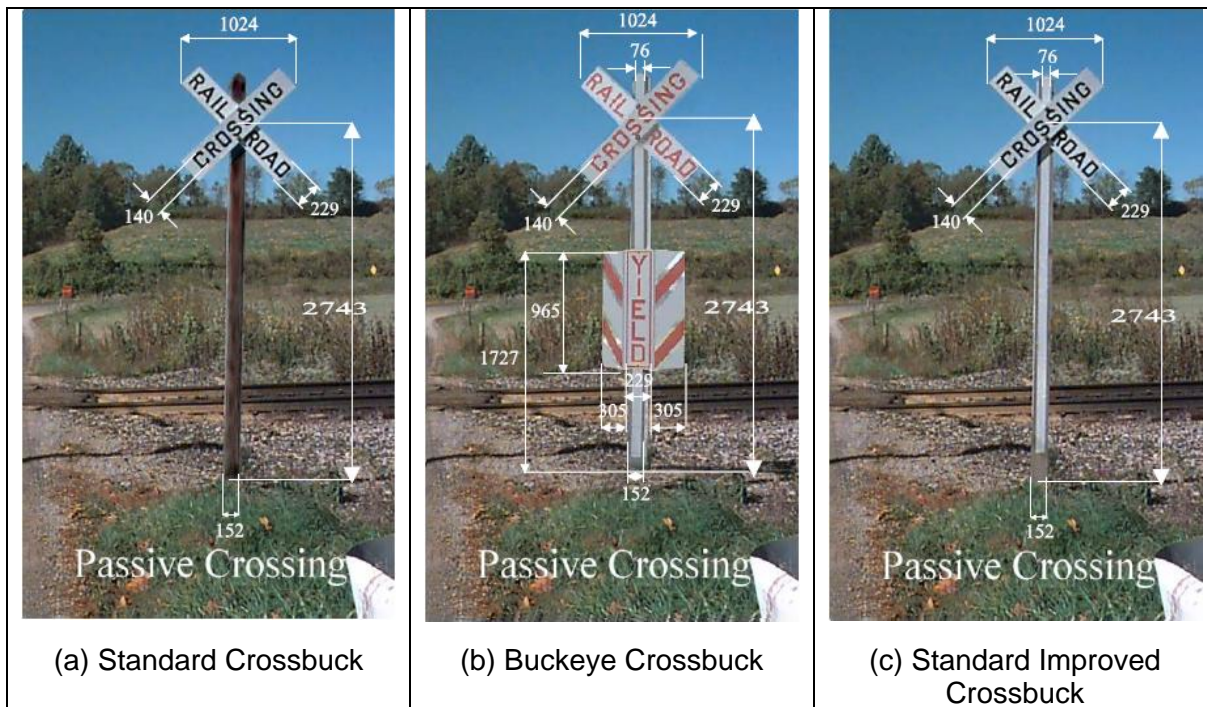 1024
RAIL ROAD
CROSSING
140
229
2743
152
Passive Crossing
(a) Standard Crossbuck
1024
76
RAIL ROAD
CROSSING
140
229
YIELD
965
2743
1727
229
305
305
152
Passive Crossing
(b) Buckeye Crossbuck
1024
76
RAIL ROAD
CROSSING
140
229
2743
152
Passive Crossing
(c) Standard Improved
Crossbuck